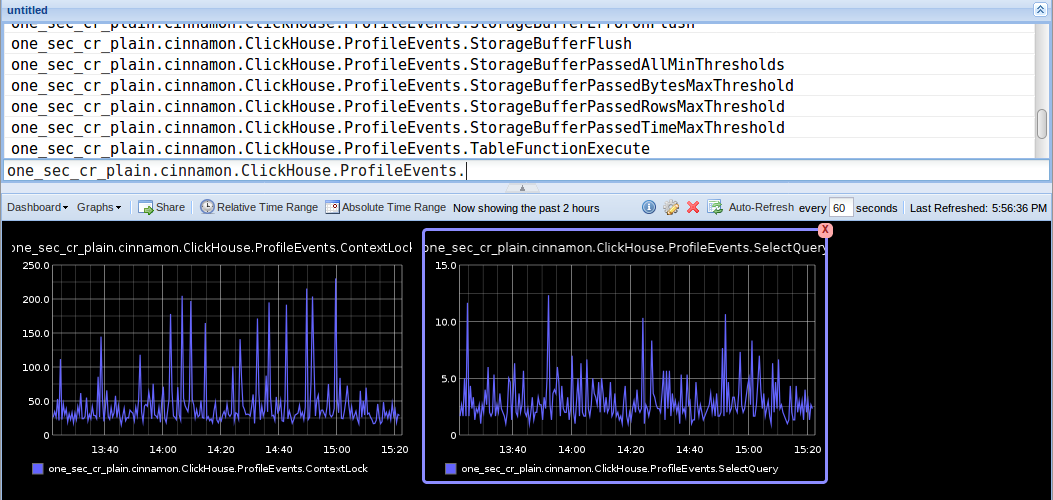 untitled
one_sec_cr_plain.cinnamon.ClickHouse.ProfileEvents.StorageBufferErrorOnFlush
one_sec_cr_plain.cinnamon.ClickHouse.ProfileEvents.StorageBufferFlush
one_sec_cr_plain.cinnamon.ClickHouse.ProfileEvents.StorageBufferPassedAllMinThresholds
one_sec_cr_plain.cinnamon.ClickHouse.ProfileEvents.StorageBufferPassedBytesMaxThreshold
one_sec_cr_plain.cinnamon.ClickHouse.ProfileEvents.StorageBufferPassedRowsMaxThreshold
one_sec_cr_plain.cinnamon.ClickHouse.ProfileEvents.StorageBufferPassedTimeMaxThreshold
one_sec_cr_plain.cinnamon.ClickHouse.ProfileEvents.TableFunctionExecute
one_sec_cr_plain.cinnamon.ClickHouse.ProfileEvents.
Dashboard Graphs Share Relative Time Range Absolute Time Range Now showing the past 2 hours Auto-Refresh every 60 seconds Last Refreshed: 5:56:36 PM
one_sec_cr_plain.cinnamon.ClickHouse.ProfileEvents.ContextLock
250.0
200.0
150.0
100.0
50.0
0
13:40 14:00 14:20 14:40 15:00 15:20
one_sec_cr_plain.cinnamon.ClickHouse.ProfileEvents.ContextLock
X
one_sec_cr_plain.cinnamon.ClickHouse.ProfileEvents.SelectQuery
15.0
10.0
5.0
0
13:40 14:00 14:20 14:40 15:00 15:20
one_sec_cr_plain.cinnamon.ClickHouse.ProfileEvents.SelectQuery